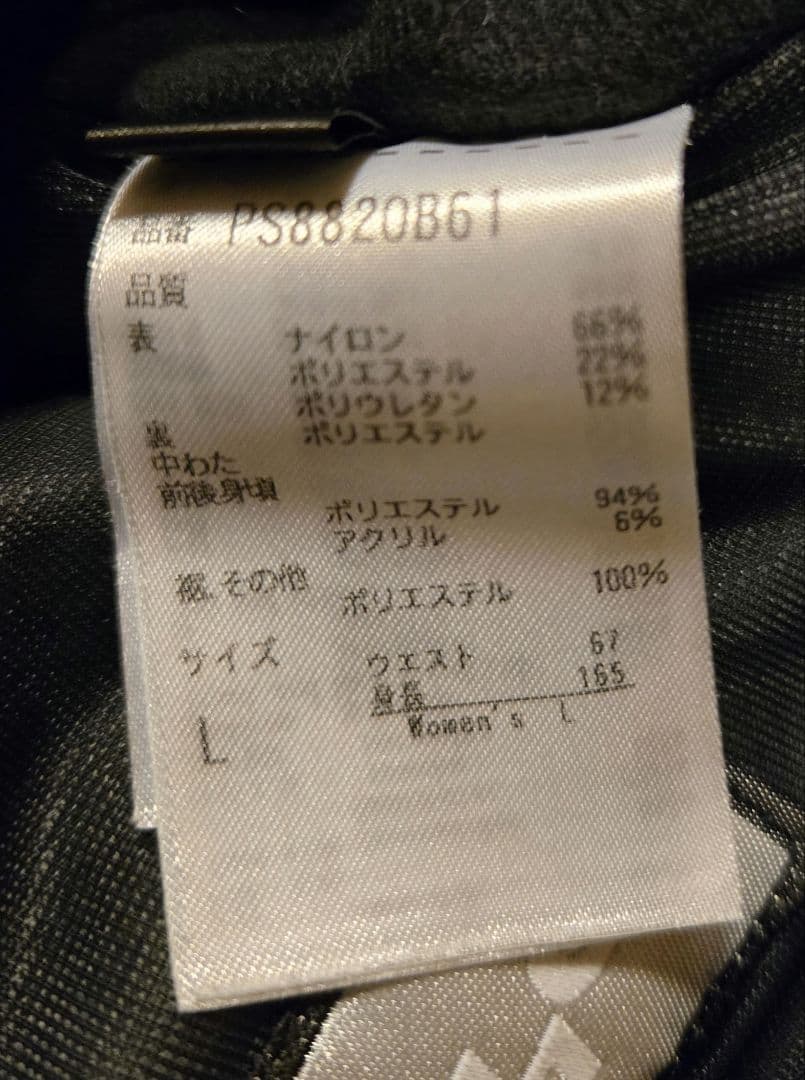 品番 PS8820B61
品質
表 ナイロン 66%
ポリエステル 22%
ポリウレタン 12%
裏 ポリエステル
中わた
前後身頃
ポリエステル 94%
アクリル 6%
裾、その他
ポリエステル 100%
サイズ ウエスト 67
身長 165
L Women's L